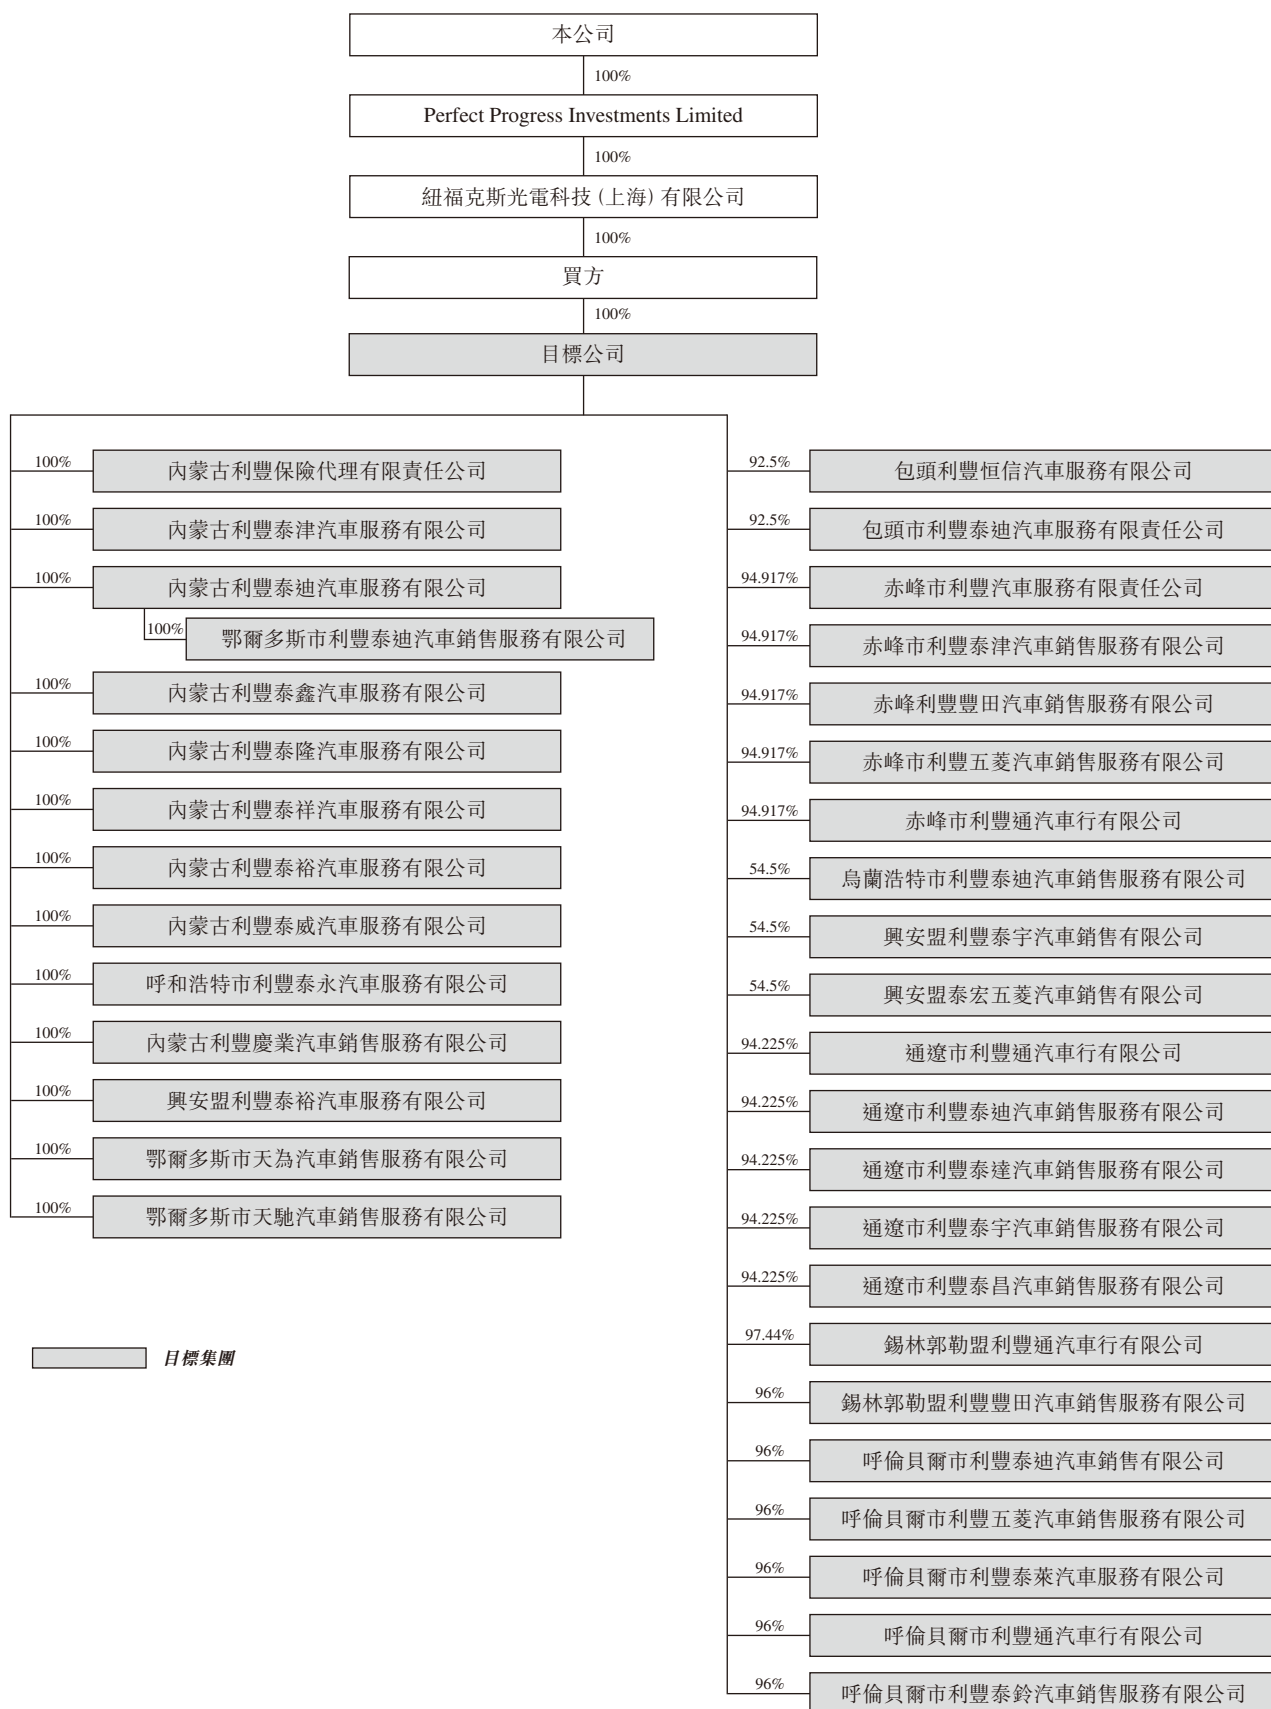 本公司
100%
Perfect Progress Investments Limited
100%
紐福克斯光電科技(上海)有限公司
100%
買方
100%
目標公司
100%
內蒙古利豐保險代理有限責任公司
100%
內蒙古利豐泰津汽車服務有限公司
100%
內蒙古利豐泰迪汽車服務有限公司
100%
鄂爾多斯市利豐泰迪汽車銷售服務有限公司
100%
內蒙古利豐泰鑫汽車服務有限公司
100%
內蒙古利豐泰隆汽車服務有限公司
100%
內蒙古利豐泰祥汽車服務有限公司
100%
內蒙古利豐泰裕汽車服務有限公司
100%
內蒙古利豐泰威汽車服務有限公司
100%
呼和浩特市利豐泰永汽車服務有限公司
100%
內蒙古利豐慶業汽車銷售服務有限公司
100%
興安盟利豐泰裕汽車服務有限公司
100%
鄂爾多斯市天為汽車銷售服務有限公司
100%
鄂爾多斯市天馳汽車銷售服務有限公司
92.5%
包頭利豐恒信汽車服務有限公司
92.5%
包頭市利豐泰迪汽車服務有限責任公司
94.917%
赤峰市利豐汽車服務有限責任公司
94.917%
赤峰市利豐泰津汽車銷售服務有限公司
94.917%
赤峰利豐豐田汽車銷售服務有限公司
94.917%
赤峰市利豐五菱汽車銷售服務有限公司
94.917%
赤峰市利豐通汽車行有限公司
54.5%
烏蘭浩特市利豐泰迪汽車銷售服務有限公司
54.5%
興安盟利豐泰宇汽車銷售有限公司
54.5%
興安盟泰宏五菱汽車銷售有限公司
94.225%
通遼市利豐通汽車行有限公司
94.225%
通遼市利豐泰迪汽車銷售服務有限公司
94.225%
通遼市利豐泰達汽車銷售服務有限公司
94.225%
通遼市利豐泰宇汽車銷售服務有限公司
94.225%
通遼市利豐泰昌汽車銷售服務有限公司
97.44%
錫林郭勒盟利豐通汽車行有限公司
96%
錫林郭勒盟利豐豐田汽車銷售服務有限公司
96%
呼倫貝爾市利豐泰迪汽車銷售有限公司
96%
呼倫貝爾市利豐五菱汽車銷售服務有限公司
96%
呼倫貝爾市利豐泰萊汽車服務有限公司
96%
呼倫貝爾市利豐通汽車行有限公司
96%
呼倫貝爾市利豐泰鈴汽車銷售服務有限公司
目標集團